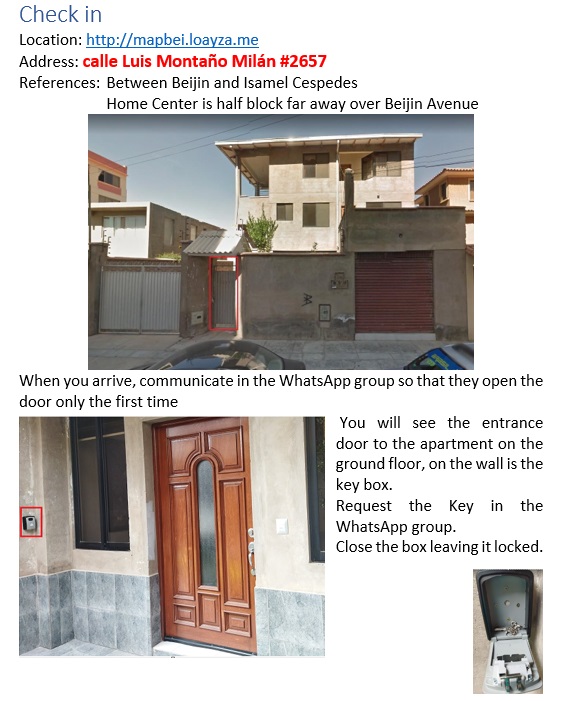 Check in
Location: http://mapbei.loayza.me
Address: calle Luis Montaño Milán #2657
References: Between Beijin and Isamel Cespedes
Home Center is half block far away over Beijin Avenue
When you arrive, communicate in the WhatsApp group so that they open the
door only the first time
You will see the entrance
door to the apartment on the
ground floor, on the wall is the
key box.
Request the Key in the
WhatsApp group.
Close the box leaving it locked.